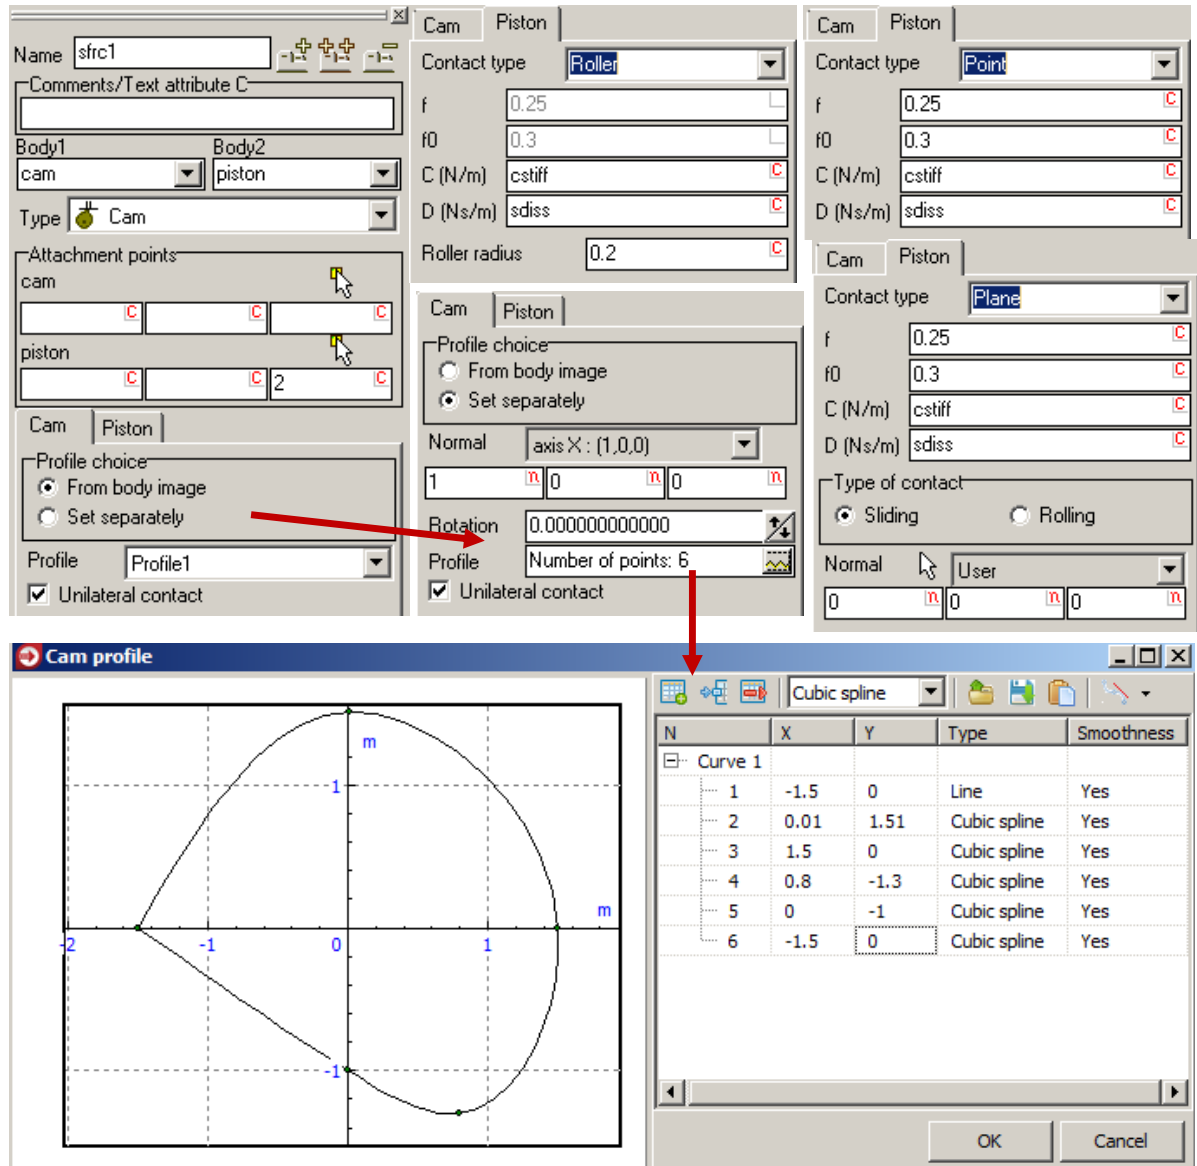 Name sfrc1
Comments/Text attribute C
Body1 Body2
cam piston
Type Cam
Attachment points
cam
C C C
piston
C C 2 C
Cam Piston
Profile choice
From body image
Set separately
Profile Profile1
Unilateral contact
Cam Piston
Contact type Roller
f 0.25
f0 0.3
C (N/m) cstiff C
D (Ns/m) sdiss C
Roller radius 0.2 C
Cam Piston
Profile choice
From body image
Set separately
Normal axis X : (1,0,0)
1 n 0 n 0 n
Rotation 0.000000000000
Profile Number of points: 6
Unilateral contact
Cam Piston
Contact type Point
f 0.25 C
f0 0.3 C
C (N/m) cstiff C
D (Ns/m) sdiss C
Cam Piston
Contact type Plane
f 0.25 C
f0 0.3 C
C (N/m) cstiff C
D (Ns/m) sdiss C
Type of contact
Sliding Rolling
Normal User
0 n 0 n 0 n
Cam profile
m
1
m
-2 -1 0 1
-1
Cubic spline
N X Y Type Smoothness
Curve 1
1 -1.5 0 Line Yes
2 0.01 1.51 Cubic spline Yes
3 1.5 0 Cubic spline Yes
4 0.8 -1.3 Cubic spline Yes
5 0 -1 Cubic spline Yes
6 -1.5 0 Cubic spline Yes
OK Cancel